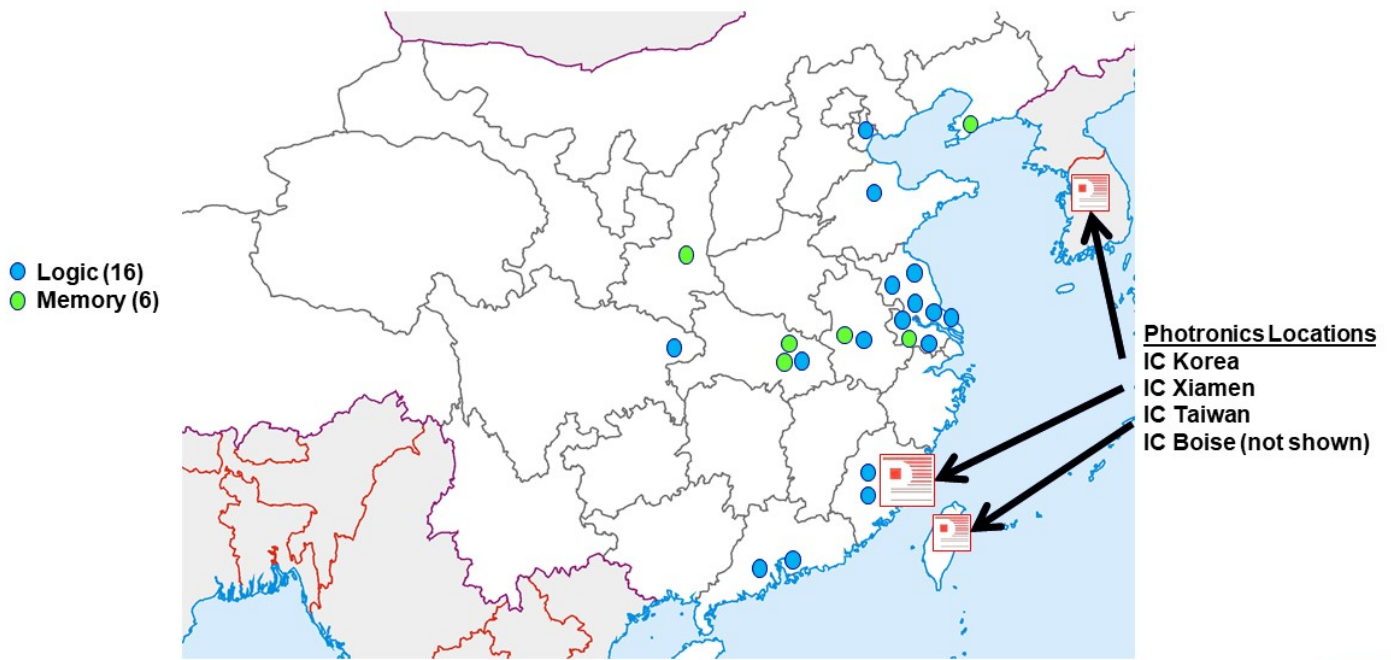 Logic (16)
Memory (6)
Photronics Locations
IC Korea
IC Xiamen
IC Taiwan
IC Boise (not shown)